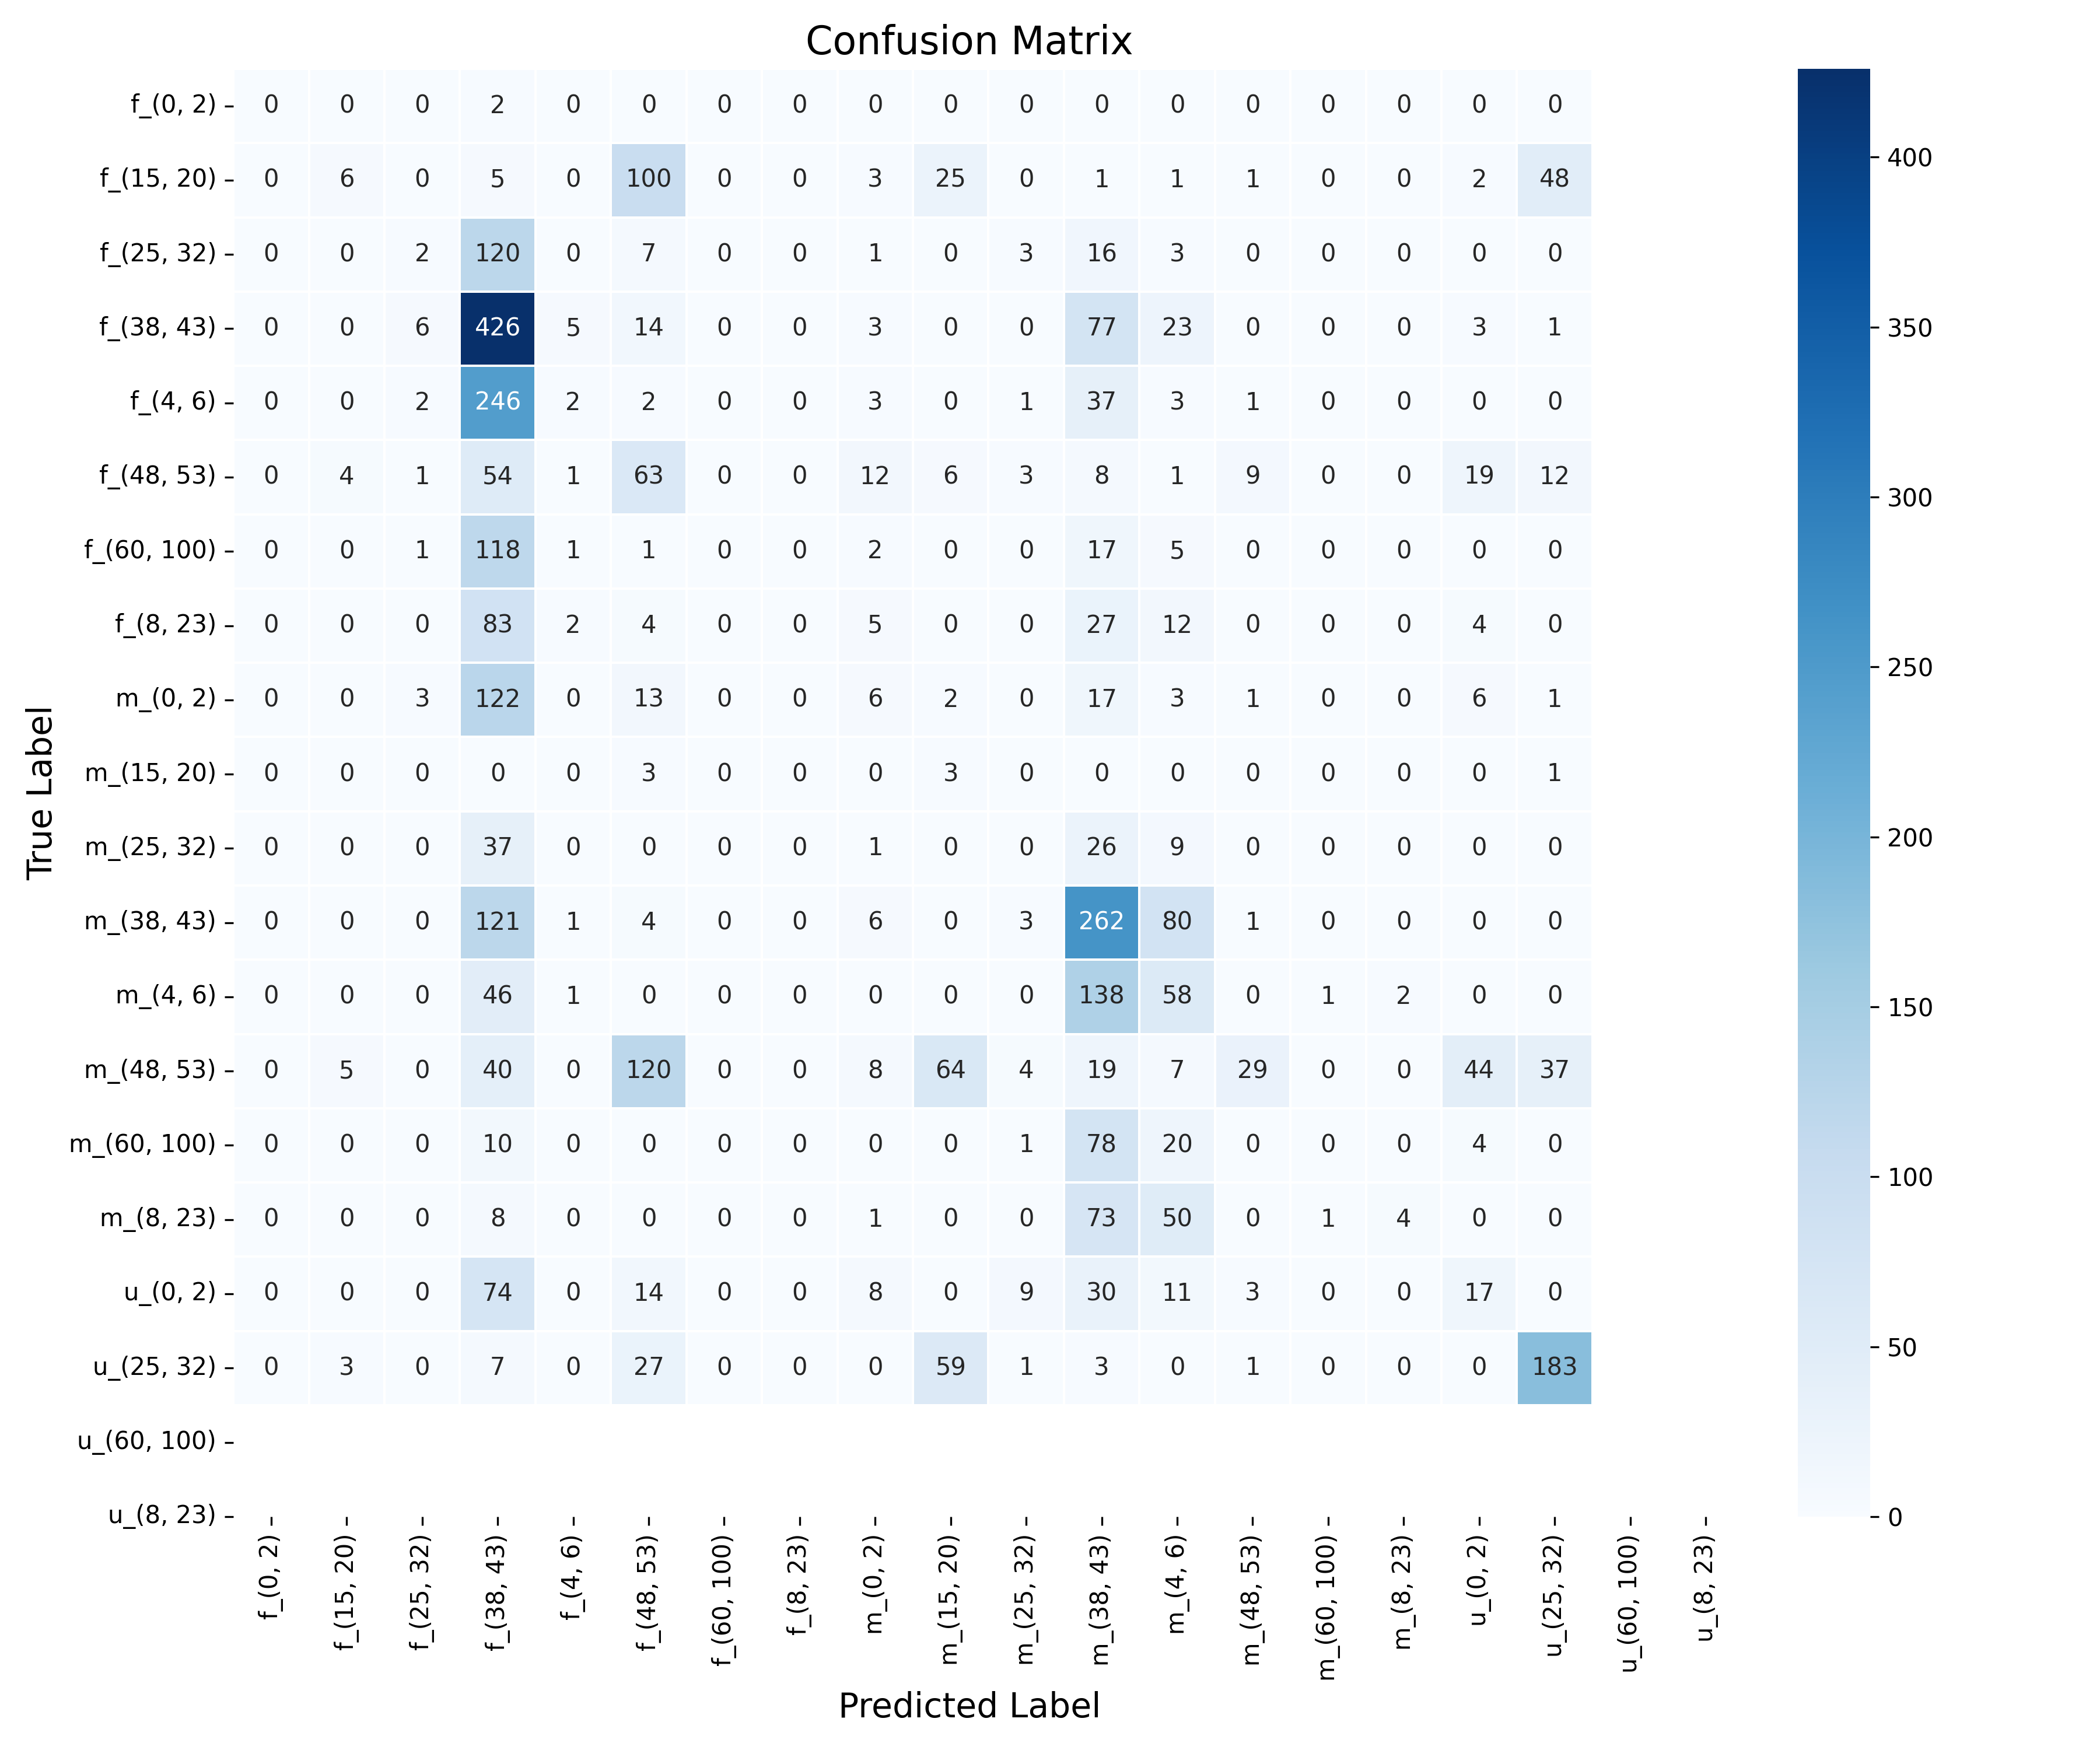 Confusion Matrix
f_(0, 2) 0 0 0 2 0 0 0 0 0 0 0 0 0 0 0 0 0 0
f_(15, 20) 0 6 0 5 0 100 0 0 3 25 0 1 1 1 0 0 2 48
f_(25, 32) 0 0 2 120 0 7 0 0 1 0 3 16 3 0 0 0 0 0
f_(38, 43) 0 0 6 426 5 14 0 0 3 0 0 77 23 0 0 0 3 1
f_(4, 6) 0 0 2 246 2 2 0 0 3 0 1 37 3 1 0 0 0 0
f_(48, 53) 0 4 1 54 1 63 0 0 12 6 3 8 1 9 0 0 19 12
f_(60, 100) 0 0 1 118 1 1 0 0 2 0 0 17 5 0 0 0 0 0
f_(8, 23) 0 0 0 83 2 4 0 0 5 0 0 27 12 0 0 0 4 0
m_(0, 2) 0 0 3 122 0 13 0 0 6 2 0 17 3 1 0 0 6 1
m_(15, 20) 0 0 0 0 0 3 0 0 0 3 0 0 0 0 0 0 0 1
m_(25, 32) 0 0 0 37 0 0 0 0 1 0 0 26 9 0 0 0 0 0
m_(38, 43) 0 0 0 121 1 4 0 0 6 0 3 262 80 1 0 0 0 0
m_(4, 6) 0 0 0 46 1 0 0 0 0 0 0 138 58 0 1 2 0 0
m_(48, 53) 0 5 0 40 0 120 0 0 8 64 4 19 7 29 0 0 44 37
m_(60, 100) 0 0 0 10 0 0 0 0 0 0 1 78 20 0 0 0 4 0
m_(8, 23) 0 0 0 8 0 0 0 0 1 0 0 73 50 0 1 4 0 0
u_(0, 2) 0 0 0 74 0 14 0 0 8 0 9 30 11 3 0 0 17 0
u_(25, 32) 0 3 0 7 0 27 0 0 0 59 1 3 0 1 0 0 0 183
u_(60, 100)
u_(8, 23)
True Label
f_(0, 2) f_(15, 20) f_(25, 32) f_(38, 43) f_(4, 6) f_(48, 53) f_(60, 100) f_(8, 23) m_(0, 2) m_(15, 20) m_(25, 32) m_(38, 43) m_(4, 6) m_(48, 53) m_(60, 100) m_(8, 23) u_(0, 2) u_(25, 32) u_(60, 100) u_(8, 23)
Predicted Label
400
350
300
250
200
150
100
50
0